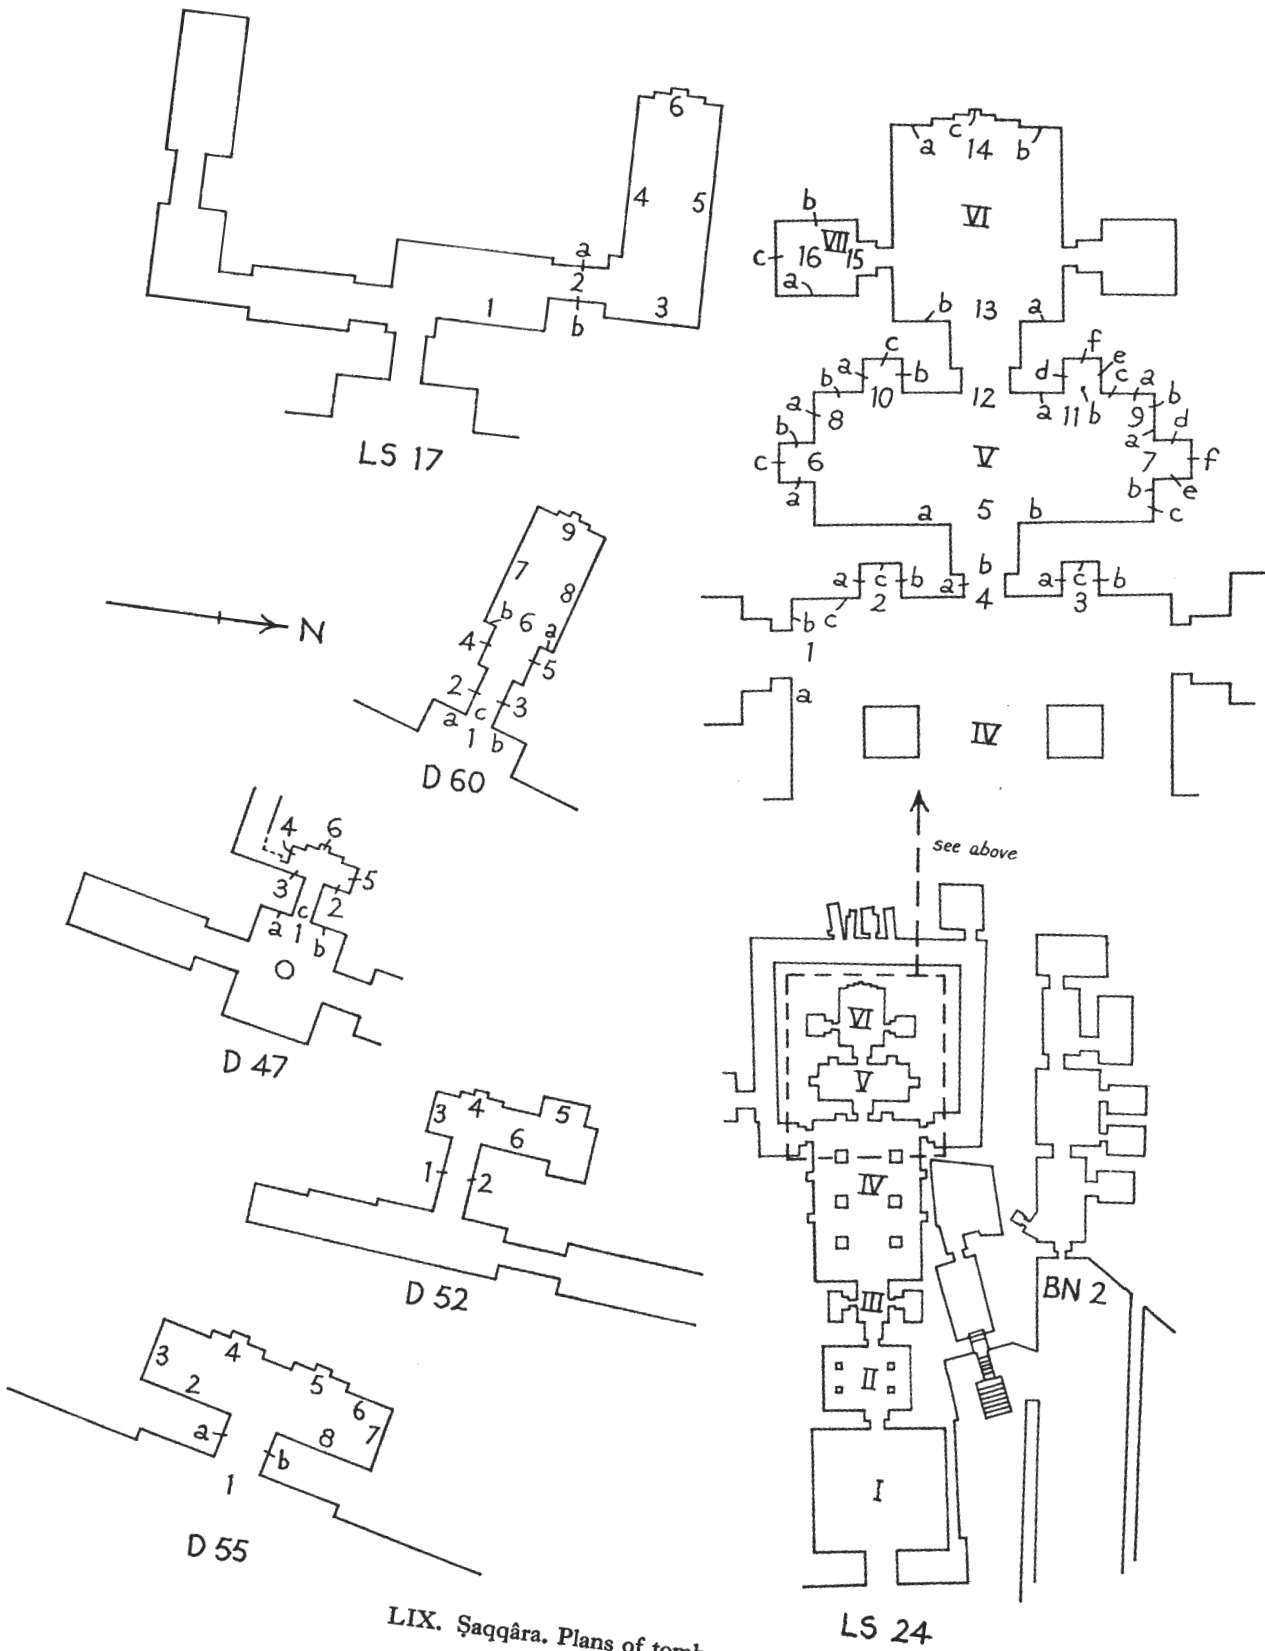 6
4 5
a
2
1 3
b
LS 17
c
a 14 b
VI
b
VII
c 16 15
a
b 13 a
c f
a b d e
b 10 12 c a
a a 11 b 9 b
8 a d
b
c 6 V 7 f
a b e
a 5 b c
b
a c b a a c b
2 4 3
b c
1
a
IV
see above
N
9
7
8
b 6
4 a
5
2
c 3
a
1 b
D 60
4 6
3 5
c 2
a 1 b
D 47
3 4 5
6
1 2
D 52
3 4
2 5
6
a 8 7
b
1
D 55
VI
V
IV
III
II
I
LS 24
BN 2
LIX. Ṣaqqâra. Plans of